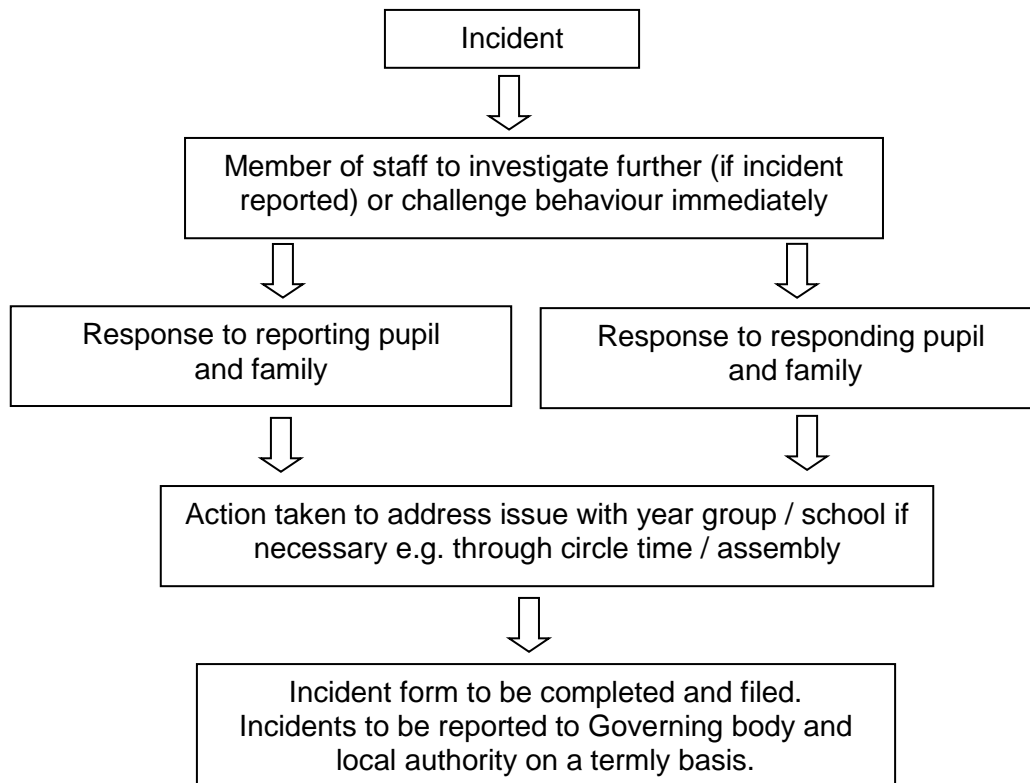 Incident
Member of staff to investigate further (if incident
reported) or challenge behaviour immediately
Response to reporting pupil
and family
Response to responding pupil
and family
Action taken to address issue with year group / school if
necessary e.g. through circle time / assembly
Incident form to be completed and filed.
Incidents to be reported to Governing body and
local authority on a termly basis.